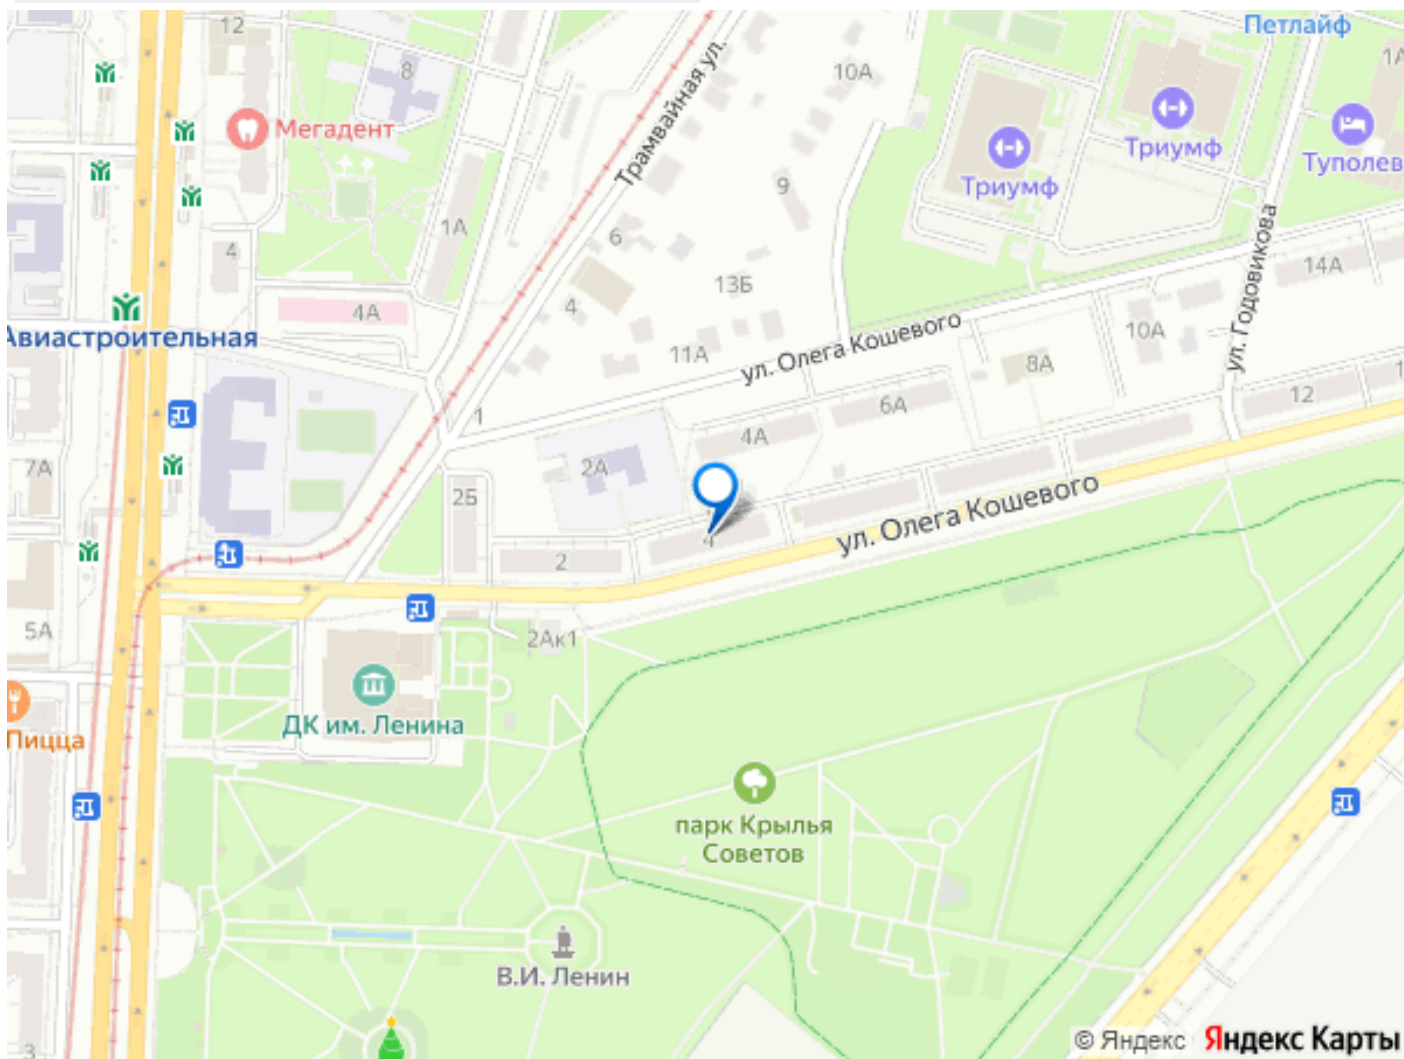 Петлайф
12
8
10А
1А
Трамвайная ул.
Мегадент
Триумф
Триумф
Туполев
9
1А
6
4
13Б
ул. Годовикова
14А
4
4А
Авиастроительная
11А
ул. Олега Кошевого
10А
8А
1
6А
12
4А
7А
2А
2Б
ул. Олега Кошевого
4
2
5А
2Ак1
ДК им. Ленина
Пицца
парк Крылья
Советов
В.И. Ленин
3
© Яндекс
Яндекс Карты